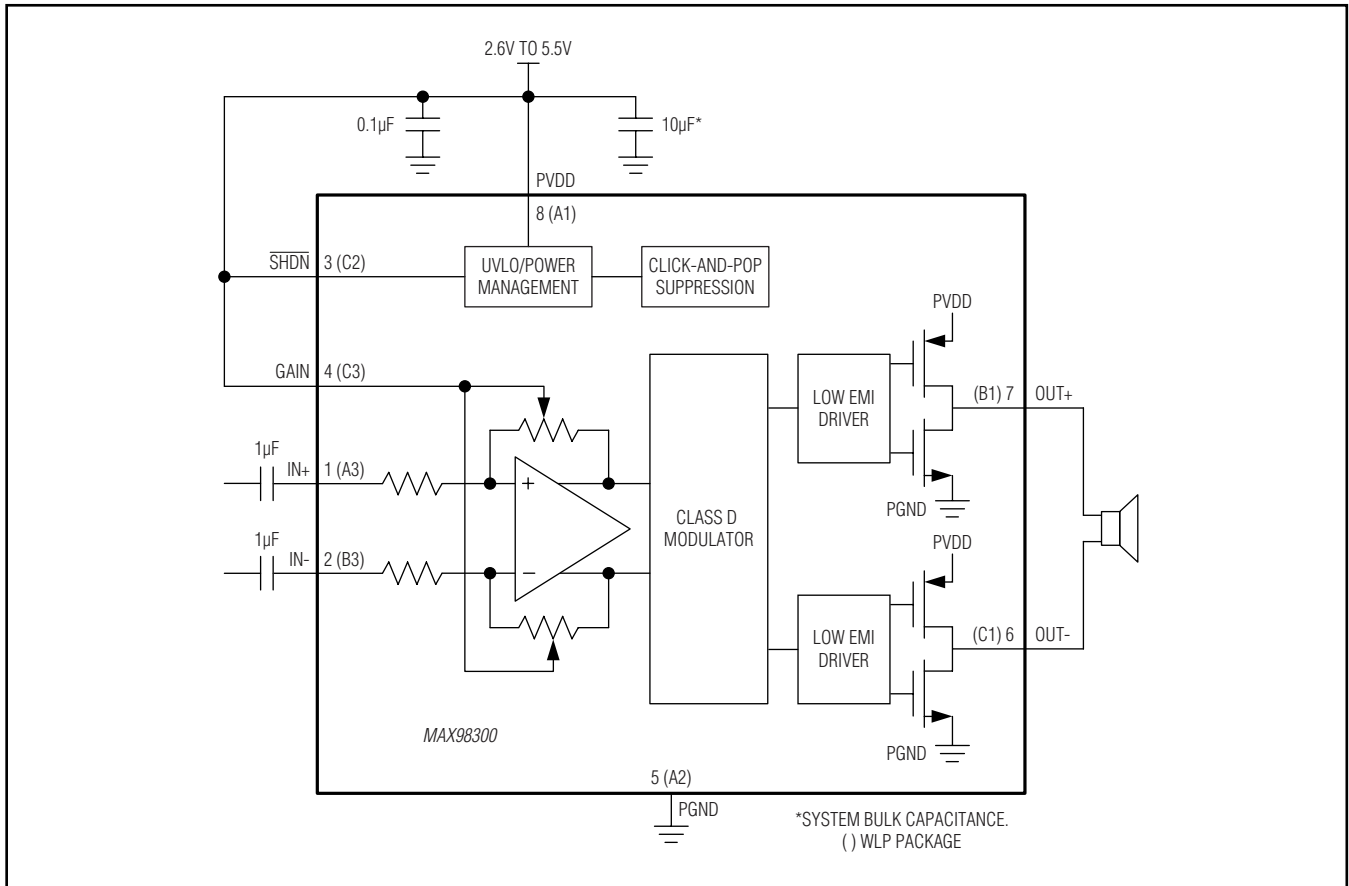 2.6V TO 5.5V
0.1µF
10µF*
PVDD
8 (A1)
SHDN
3 (C2)
UVLO/POWER
MANAGEMENT
CLICK-AND-POP
SUPPRESSION
PVDD
GAIN
4 (C3)
LOW EMI
DRIVER
(B1) 7
OUT+
1µF
IN+
1 (A3)
+
PGND
CLASS D
MODULATOR
1µF
IN-
2 (B3)
−
PVDD
LOW EMI
DRIVER
(C1) 6
OUT-
MAX98300
PGND
5 (A2)
PGND
*SYSTEM BULK CAPACITANCE.
( ) WLP PACKAGE